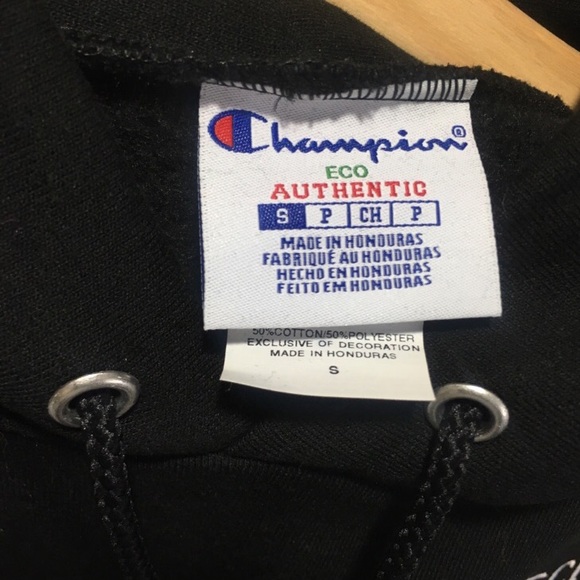 Champion®
ECO
AUTHENTIC
S P CH P
MADE IN HONDURAS
FABRIQUÉ AU HONDURAS
HECHO EN HONDURAS
FEITO EM HONDURAS
50%COTTON/50%POLYESTER
EXCLUSIVE OF DECORATION
MADE IN HONDURAS
S